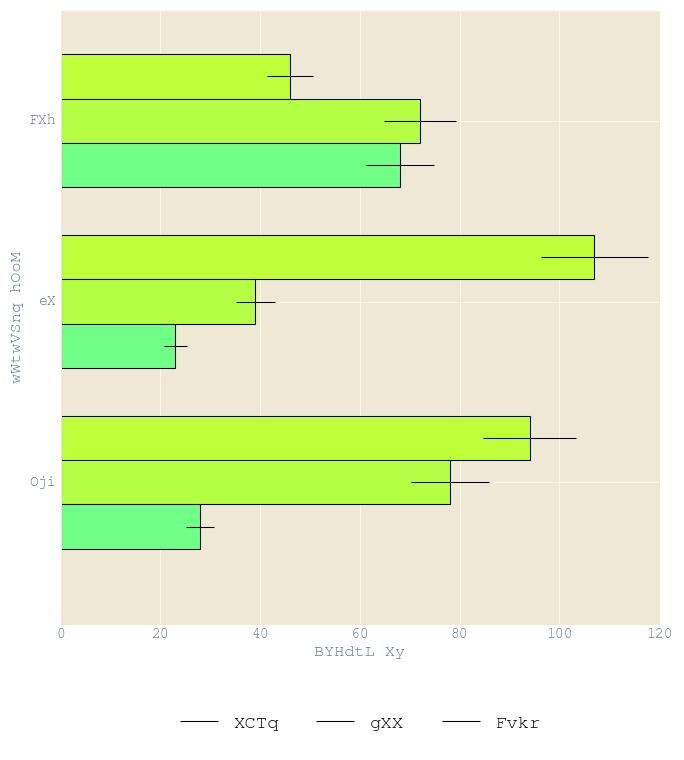 FXh
eX
Oji
wWtwVSnq hOoM
0 20 40 60 80 100 120
BYHdtL Xy
XCTq gXX Fvkr